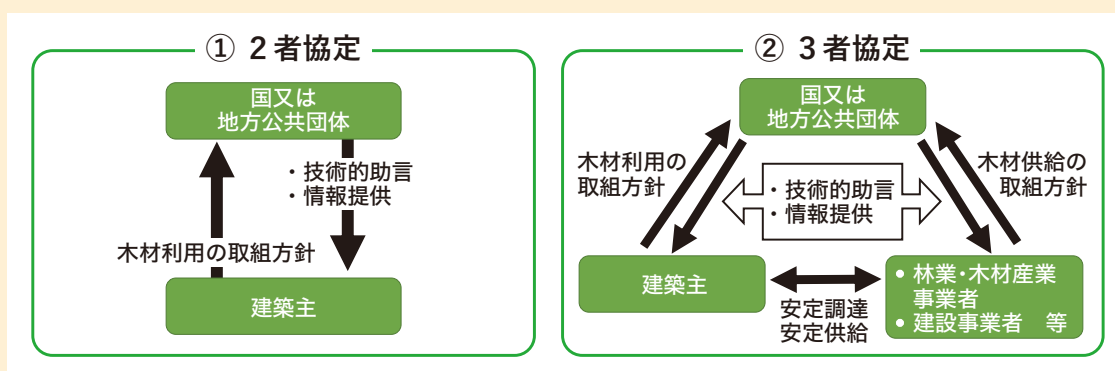 ① 2者協定
国又は
地方公共団体
・技術的助言
・情報提供
木材利用の取組方針
建築主
② 3者協定
国又は
地方公共団体
木材利用の
取組方針
・技術的助言
・情報提供
木材供給の
取組方針
建築主
安定調達
安定供給
• 林業・木材産業
事業者
• 建設事業者 等